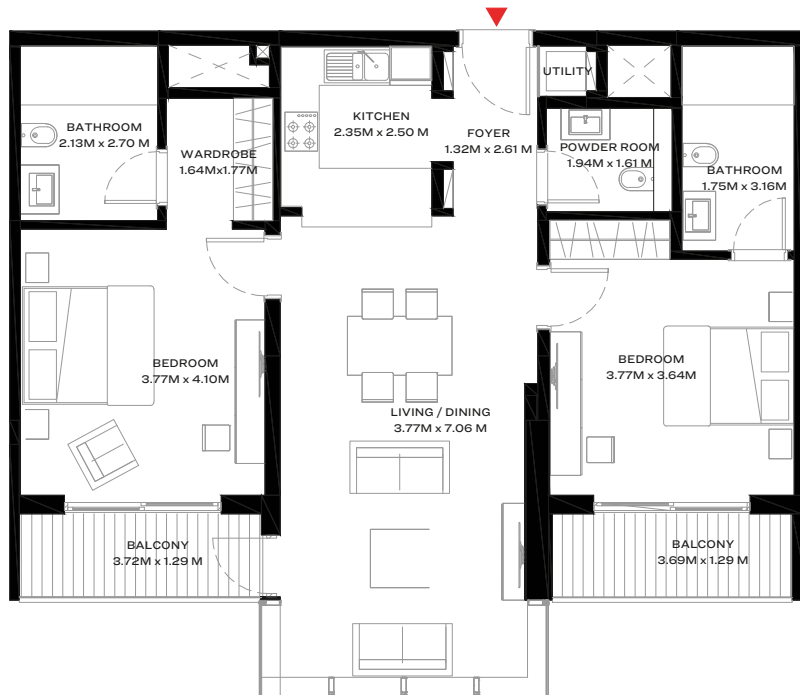 UTILITY
KITCHEN
2.35M x 2.50 M
BATHROOM
2.13M x 2.70 M
FOYER
1.32M x 2.61 M
POWDER ROOM
1.94M x 1.61 M
WARDROBE
1.64Mx1.77M
BATHROOM
1.75M x 3.16M
BEDROOM
3.77M x 4.10M
BEDROOM
3.77M x 3.64M
LIVING / DINING
3.77M x 7.06 M
BALCONY
3.72M x 1.29 M
BALCONY
3.69M x 1.29 M